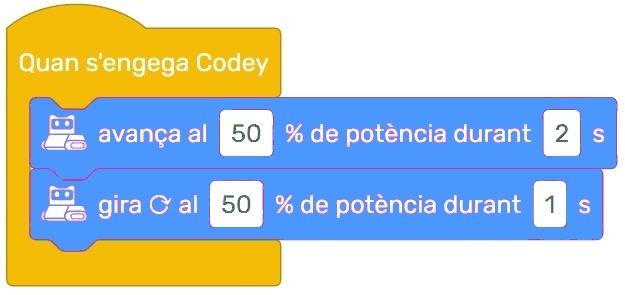 Quan s'engega Codey
avança al 50 % de potència durant 2 s
gira ⟳ al 50 % de potència durant 1 s